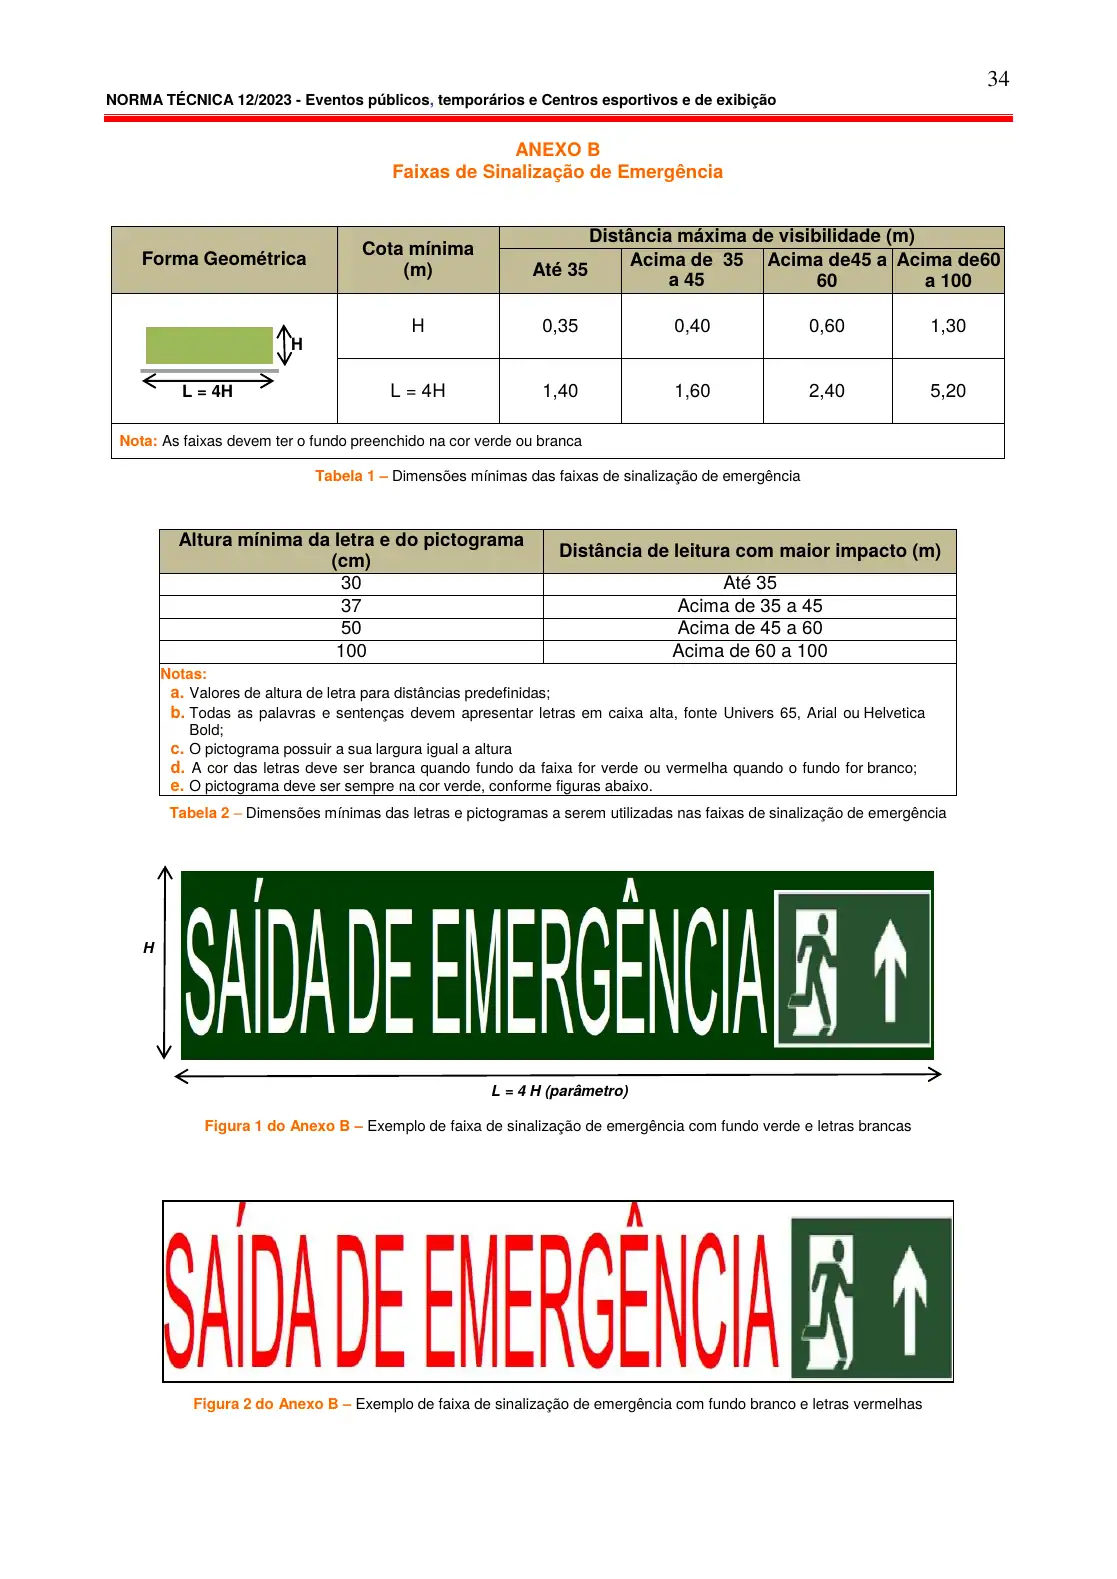 34
NORMA TÉCNICA 12/2023 - Eventos públicos, temporários e Centros esportivos e de exibição
ANEXO B
Faixas de Sinalização de Emergência
Forma Geométrica
Cota mínima
(m)
Distância máxima de visibilidade (m)
Até 35
Acima de 35
a 45
Acima de45 a
60
Acima de60
a 100
H
L = 4H
H
0,35
0,40
0,60
1,30
L = 4H
1,40
1,60
2,40
5,20
Nota: As faixas devem ter o fundo preenchido na cor verde ou branca
Tabela 1 – Dimensões mínimas das faixas de sinalização de emergência
Altura mínima da letra e do pictograma
(cm)
Distância de leitura com maior impacto (m)
30
Até 35
37
Acima de 35 a 45
50
Acima de 45 a 60
100
Acima de 60 a 100
Notas:
a. Valores de altura de letra para distâncias predefinidas;
b. Todas as palavras e sentenças devem apresentar letras em caixa alta, fonte Univers 65, Arial ou Helvetica
Bold;
c. O pictograma possuir a sua largura igual a altura
d. A cor das letras deve ser branca quando fundo da faixa for verde ou vermelha quando o fundo for branco;
e. O pictograma deve ser sempre na cor verde, conforme figuras abaixo.
Tabela 2 – Dimensões mínimas das letras e pictogramas a serem utilizadas nas faixas de sinalização de emergência
H
SAÍDA DE EMERGÊNCIA
L = 4 H (parâmetro)
Figura 1 do Anexo B – Exemplo de faixa de sinalização de emergência com fundo verde e letras brancas
SAÍDA DE EMERGÊNCIA
Figura 2 do Anexo B – Exemplo de faixa de sinalização de emergência com fundo branco e letras vermelhas